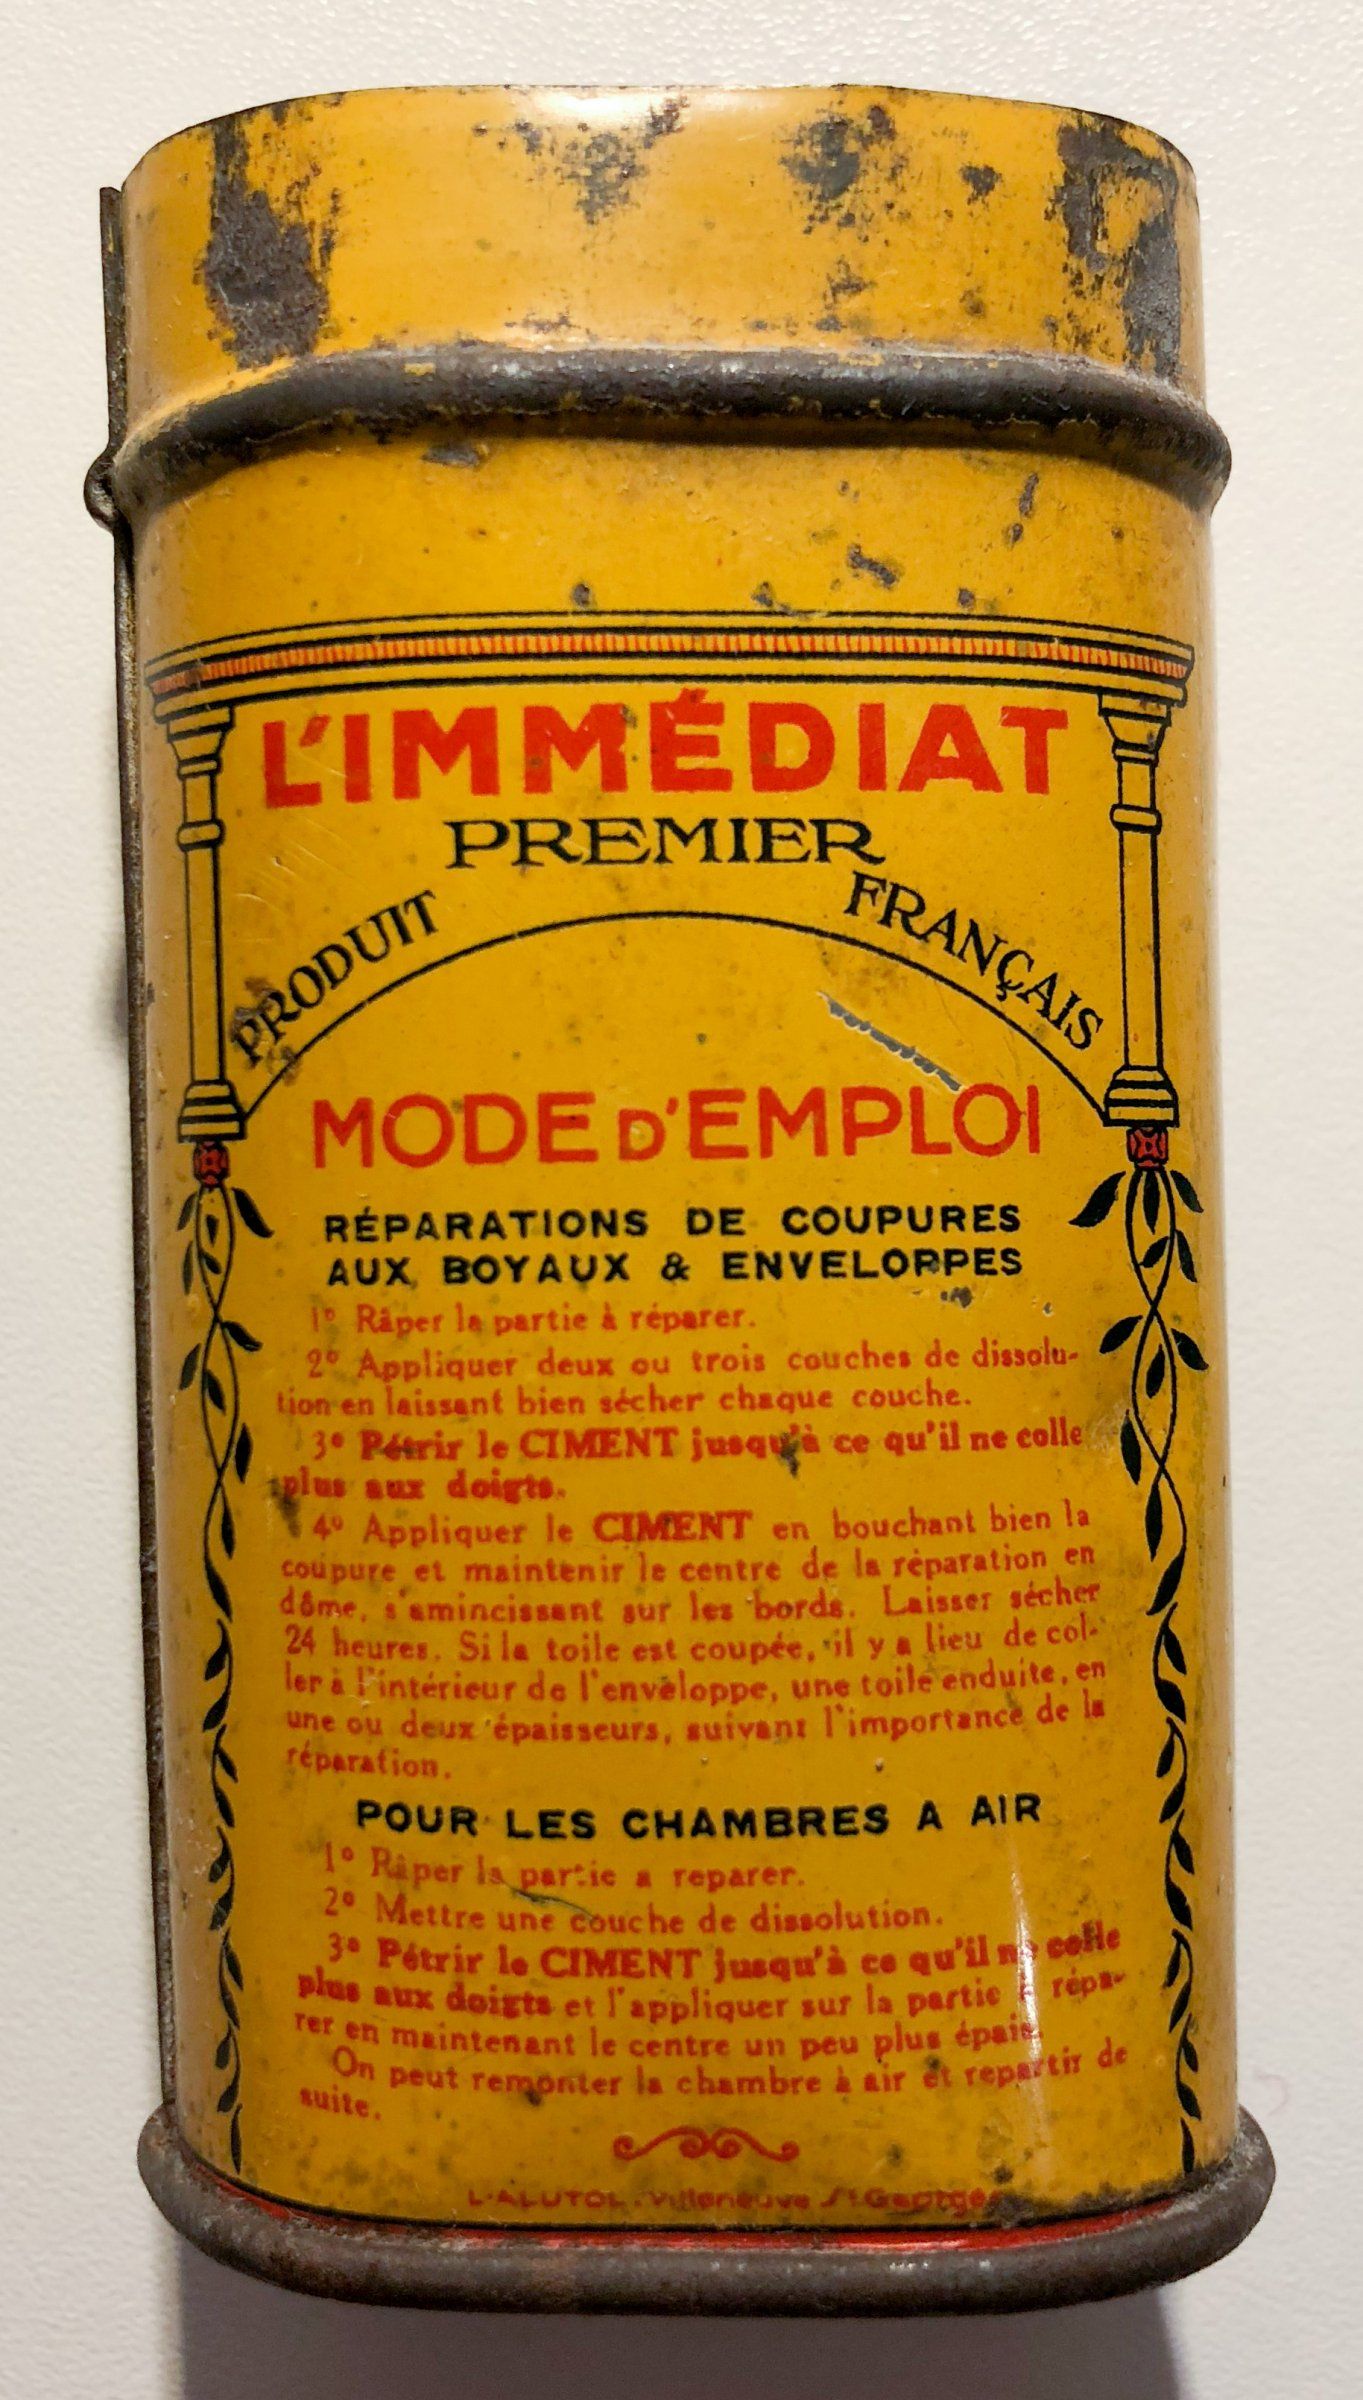 L'IMMÉDIAT
PREMIER
PRODUIT FRANÇAIS
MODE D'EMPLOI
RÉPARATIONS DE COUPURES
AUX BOYAUX & ENVELOPPES
1° Râper la partie à réparer.
2° Appliquer deux ou trois couches de dissolu-
tion en laissant bien sécher chaque couche.
3° Pétrir le CIMENT jusqu'à ce qu'il ne colle
plus aux doigts.
4° Appliquer le CIMENT en bouchant bien la
coupure et maintenir le centre de la réparation en
dôme, s'amincissant sur les bords. Laisser sécher
24 heures. Si la toile est coupée, il y a lieu de col-
ler à l'intérieur de l'enveloppe, une toile enduite, en
une ou deux épaisseurs, suivant l'importance de la
réparation.
POUR LES CHAMBRES A AIR
1° Râper la partie a reparer.
2° Mettre une couche de dissolution.
3° Pétrir le CIMENT jusqu'à ce qu'il ne colle
plus aux doigts et l'appliquer sur la partie à répa-
rer en maintenant le centre un peu plus épais.
On peut remonter la chambre à air et repartir de
suite.
L'ALUTOL. Villeneuve St Georges